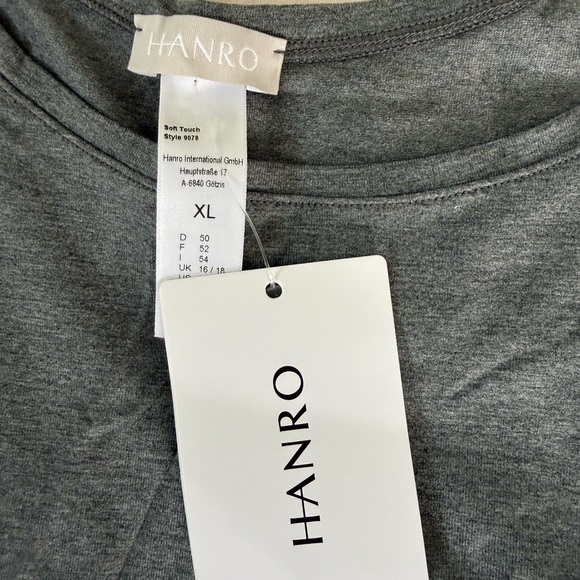 HANRO
Soft Touch
Style 9078
Hanro International GmbH
Hauptstraße 17
A-6840 Götzis
XL
D 50
F 52
I 54
UK 16 / 18
HANRO